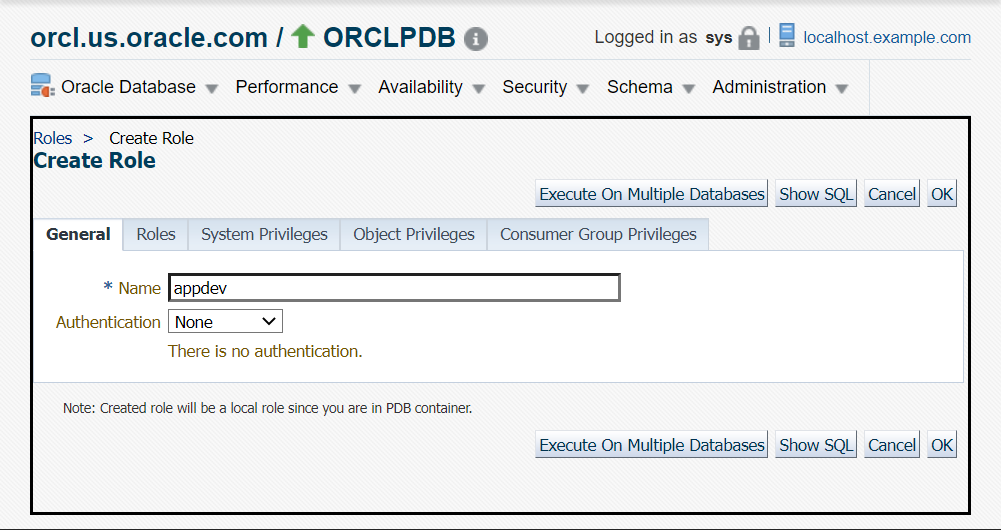 orcl.us.oracle.com / ORCLPDB i Logged in as sys | localhost.example.com
Oracle Database Performance Availability Security Schema Administration
Roles > Create Role
Create Role
Execute On Multiple Databases Show SQL Cancel OK
General Roles System Privileges Object Privileges Consumer Group Privileges
* Name appdev
Authentication None
There is no authentication.
Note: Created role will be a local role since you are in PDB container.
Execute On Multiple Databases Show SQL Cancel OK